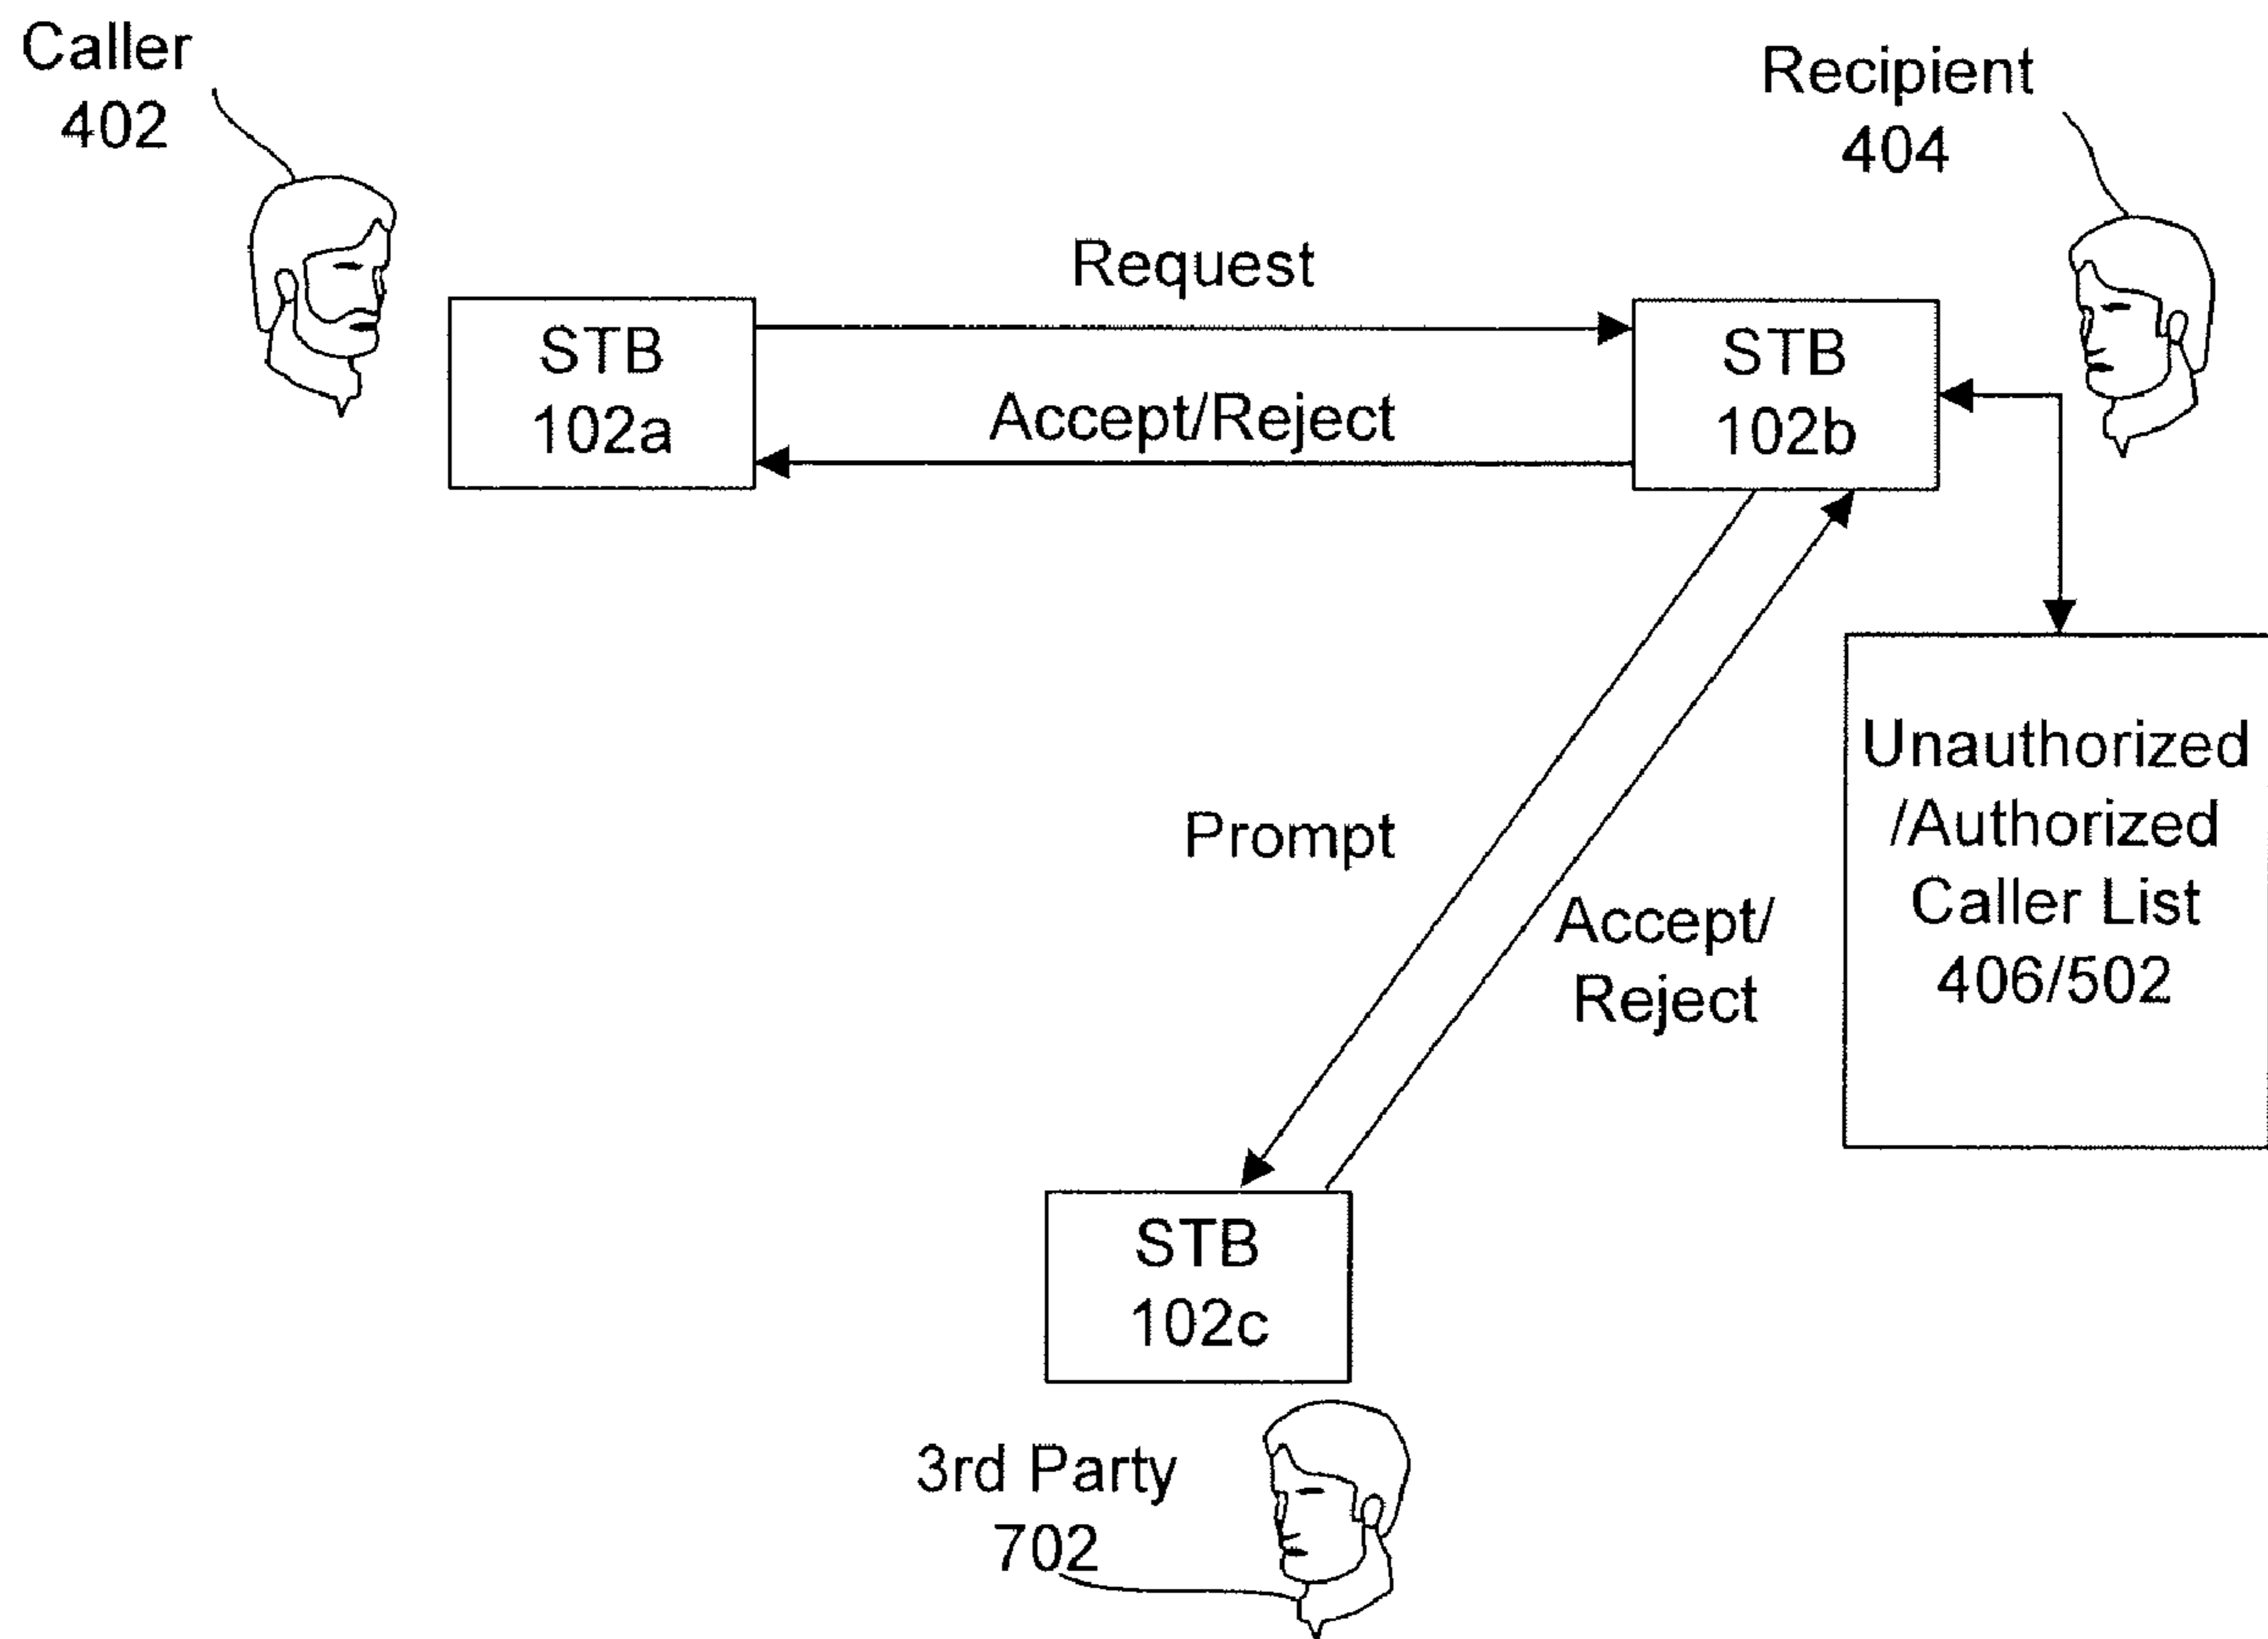 Caller
402
Recipient
404
Request
STB
102a
Accept/Reject
STB
102b
Unauthorized
/Authorized
Caller List
406/502
Prompt
Accept/
Reject
STB
102c
3rd Party
702